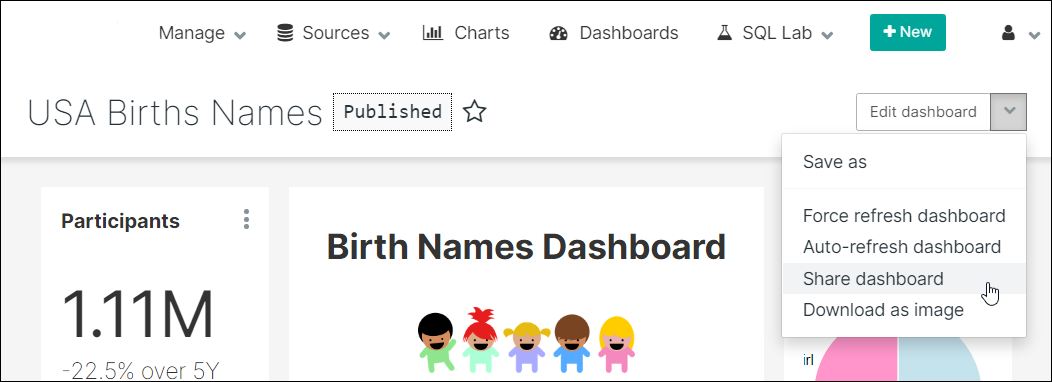 Manage Sources Charts Dashboards SQL Lab + New
USA Births Names Published Edit dashboard
Save as
Force refresh dashboard
Auto-refresh dashboard
Share dashboard
Download as image
Participants
1.11M
-22.5% over 5Y
Birth Names Dashboard
irl